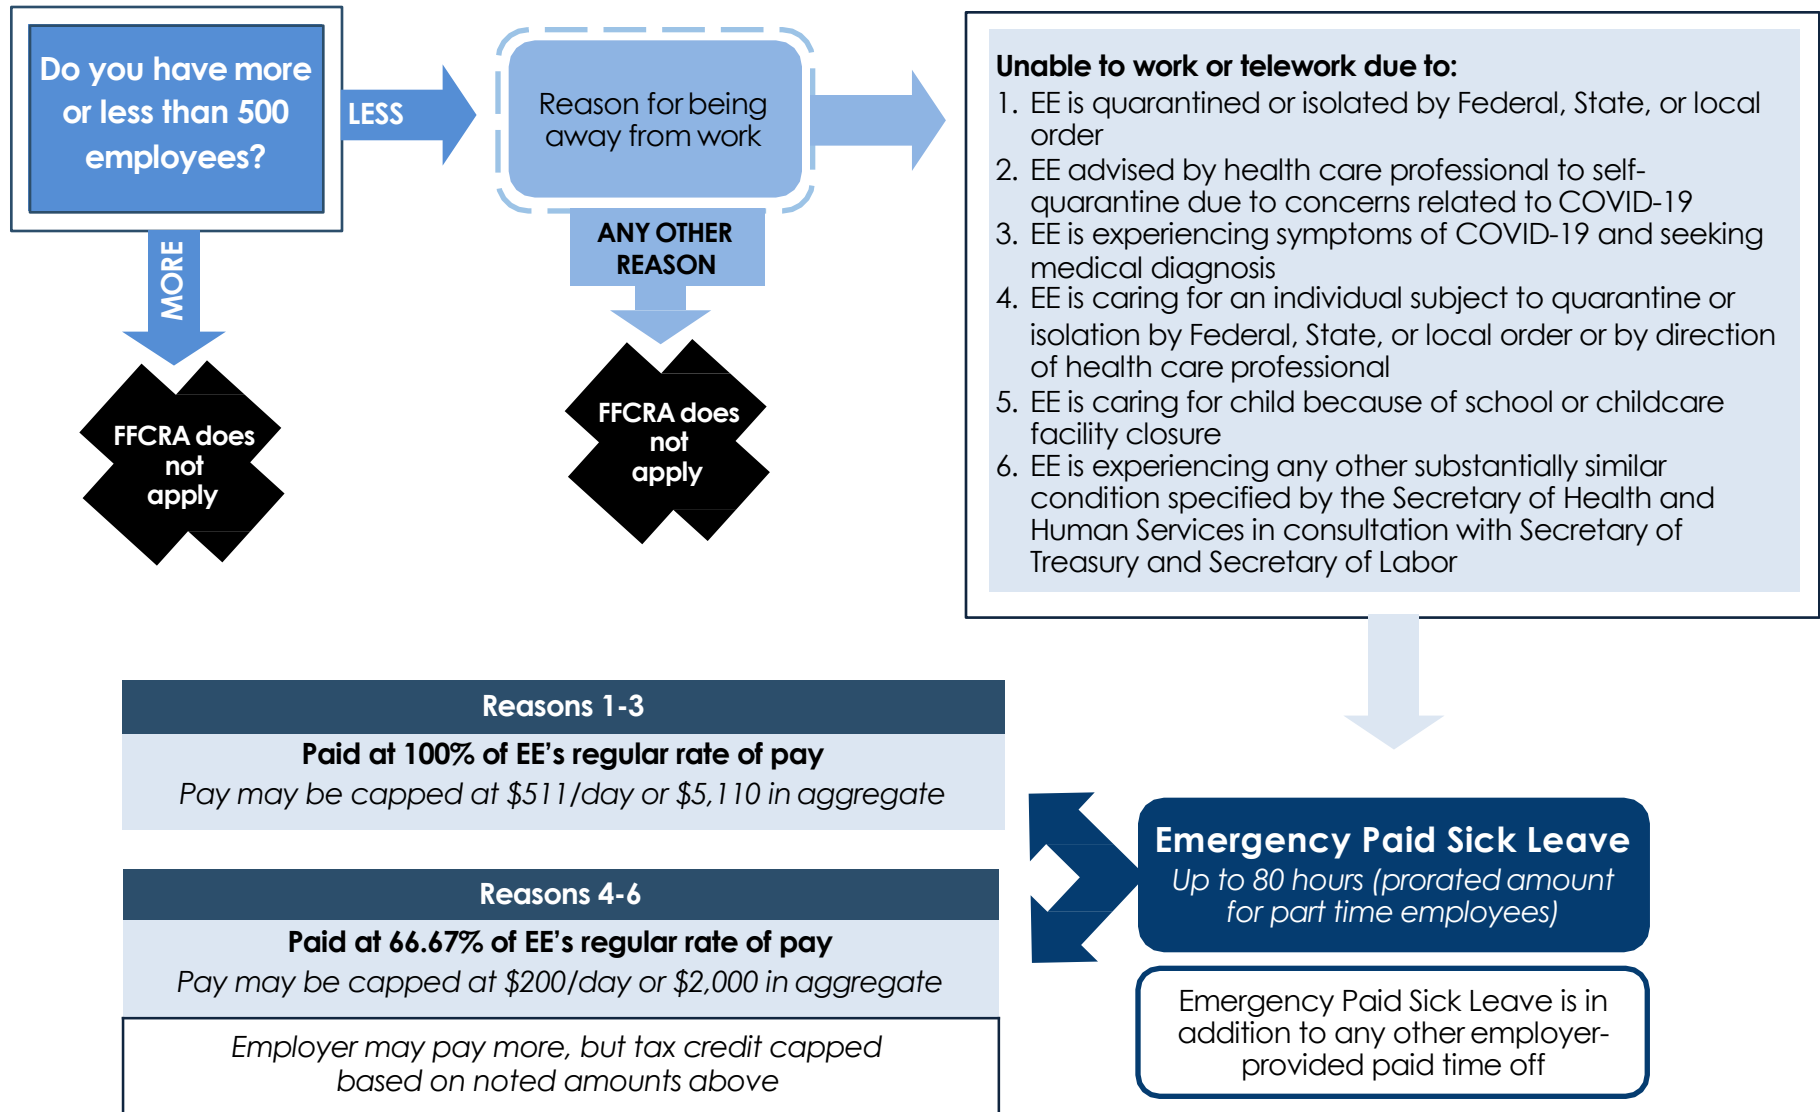 Do you have more
or less than 500
employees?
LESS
MORE
FFCRA does
not
apply
Reason for being
away from work
ANY OTHER
REASON
FFCRA does
not
apply
Unable to work or telework due to:
1. EE is quarantined or isolated by Federal, State, or local
order
2. EE advised by health care professional to self-
quarantine due to concerns related to COVID-19
3. EE is experiencing symptoms of COVID-19 and seeking
medical diagnosis
4. EE is caring for an individual subject to quarantine or
isolation by Federal, State, or local order or by direction
of health care professional
5. EE is caring for child because of school or childcare
facility closure
6. EE is experiencing any other substantially similar
condition specified by the Secretary of Health and
Human Services in consultation with Secretary of
Treasury and Secretary of Labor
Emergency Paid Sick Leave
Up to 80 hours (prorated amount
for part time employees)
Emergency Paid Sick Leave is in
addition to any other employer-
provided paid time off
Reasons 1-3
Paid at 100% of EE’s regular rate of pay
Pay may be capped at $511/day or $5,110 in aggregate
Reasons 4-6
Paid at 66.67% of EE’s regular rate of pay
Pay may be capped at $200/day or $2,000 in aggregate
Employer may pay more, but tax credit capped
based on noted amounts above